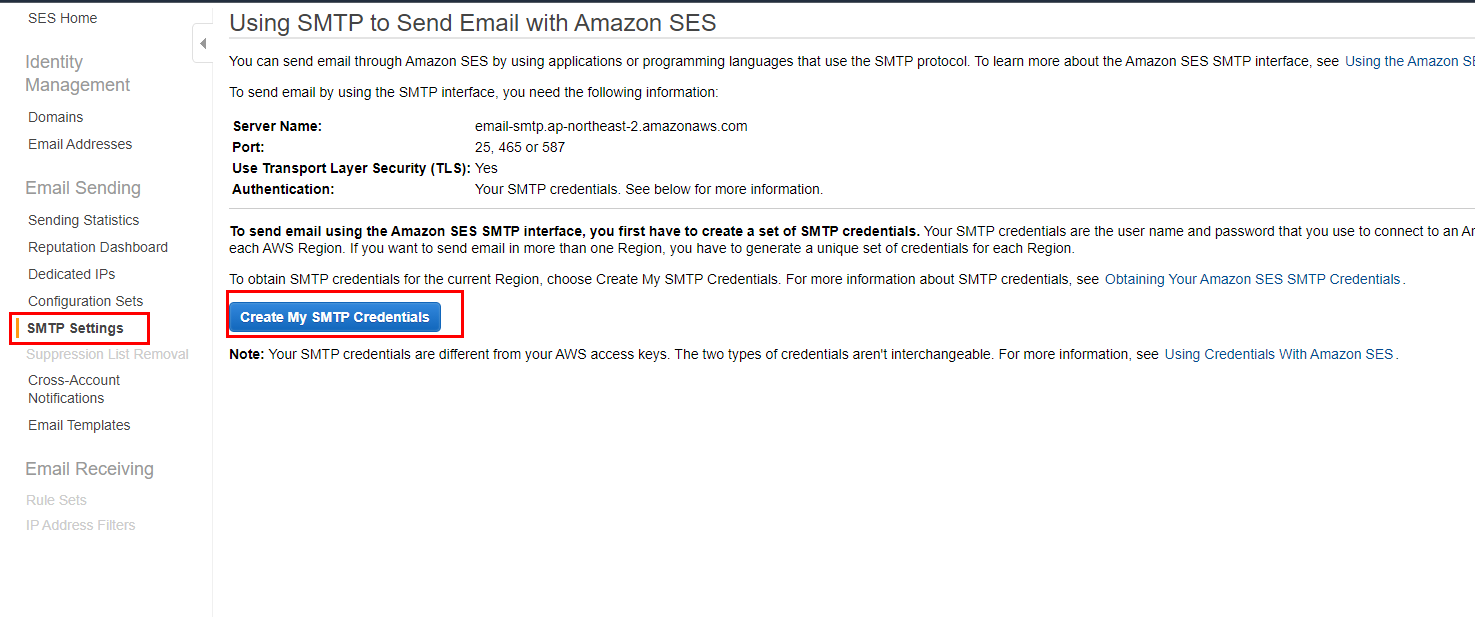 SES Home
Identity
Management
Domains
Email Addresses
Email Sending
Sending Statistics
Reputation Dashboard
Dedicated IPs
Configuration Sets
SMTP Settings
Suppression List Removal
Cross-Account
Notifications
Email Templates
Email Receiving
Rule Sets
IP Address Filters
Using SMTP to Send Email with Amazon SES
You can send email through Amazon SES by using applications or programming languages that use the SMTP protocol. To learn more about the Amazon SES SMTP interface, see Using the Amazon
To send email by using the SMTP interface, you need the following information:
Server Name: email-smtp.ap-northeast-2.amazonaws.com
Port: 25, 465 or 587
Use Transport Layer Security (TLS): Yes
Authentication: Your SMTP credentials. See below for more information.
To send email using the Amazon SES SMTP interface, you first have to create a set of SMTP credentials. Your SMTP credentials are the user name and password that you use to connect to an
each AWS Region. If you want to send email in more than one Region, you have to generate a unique set of credentials for each Region.
To obtain SMTP credentials for the current Region, choose Create My SMTP Credentials. For more information about SMTP credentials, see Obtaining Your Amazon SES SMTP Credentials.
Create My SMTP Credentials
Note: Your SMTP credentials are different from your AWS access keys. The two types of credentials aren't interchangeable. For more information, see Using Credentials With Amazon SES.